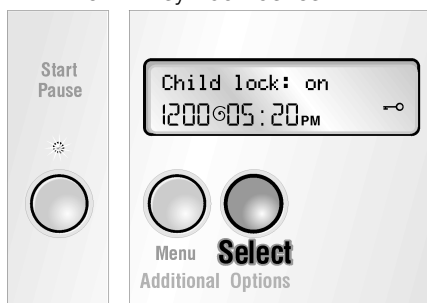 Start
Pause
Child lock: on
1200 05:20PM
Menu Select
Additional Options